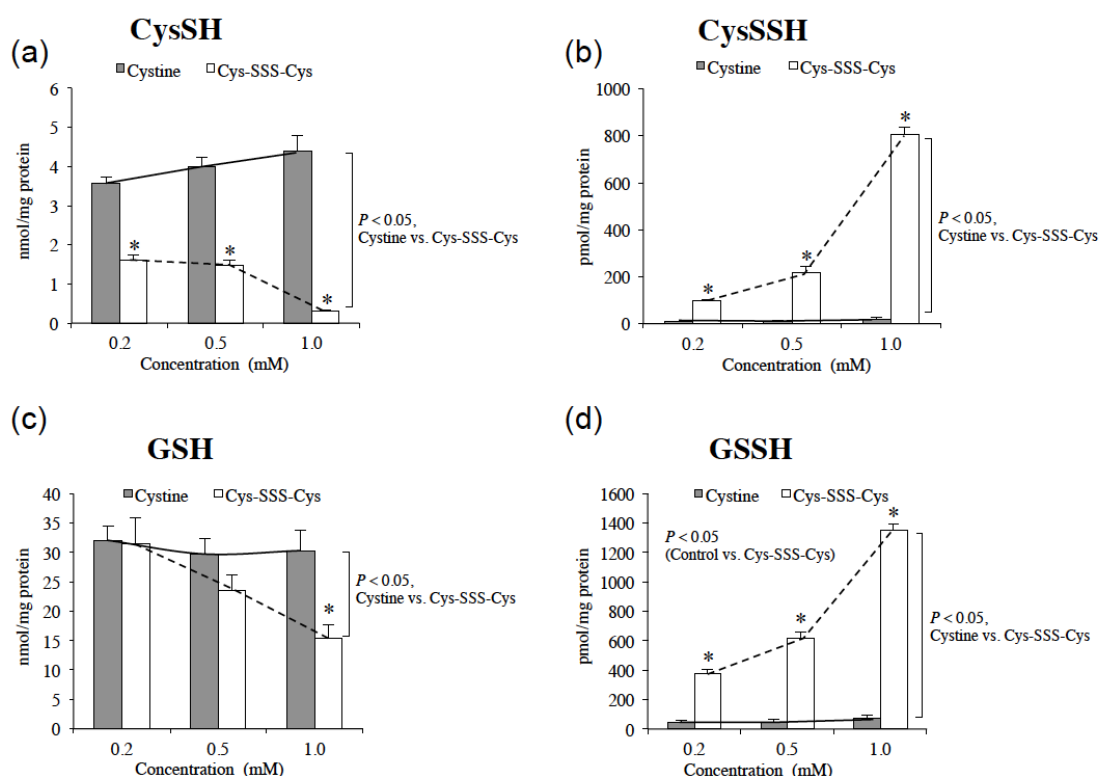 (a)
CysSH
Cystine Cys-SSS-Cys
6
5
4
3
2
1
0
nmol/mg protein
*
*
*
P < 0.05,
Cystine vs. Cys-SSS-Cys
0.2 0.5 1.0
Concentration (mM)
(b)
CysSSH
Cystine Cys-SSS-Cys
1000
800
600
400
200
0
pmol/mg protein
*
*
*
P < 0.05,
Cystine vs. Cys-SSS-Cys
0.2 0.5 1.0
Concentration (mM)
(c)
GSH
Cystine Cys-SSS-Cys
40
35
30
25
20
15
10
5
0
nmol/mg protein
*
P < 0.05,
Cystine vs. Cys-SSS-Cys
0.2 0.5 1.0
Concentration (mM)
(d)
GSSH
Cystine Cys-SSS-Cys
1600
1400
1200
1000
800
600
400
200
0
pmol/mg protein
P < 0.05
(Control vs. Cys-SSS-Cys)
*
*
*
P < 0.05,
Cystine vs. Cys-SSS-Cys
0.2 0.5 1.0
Concentration (mM)